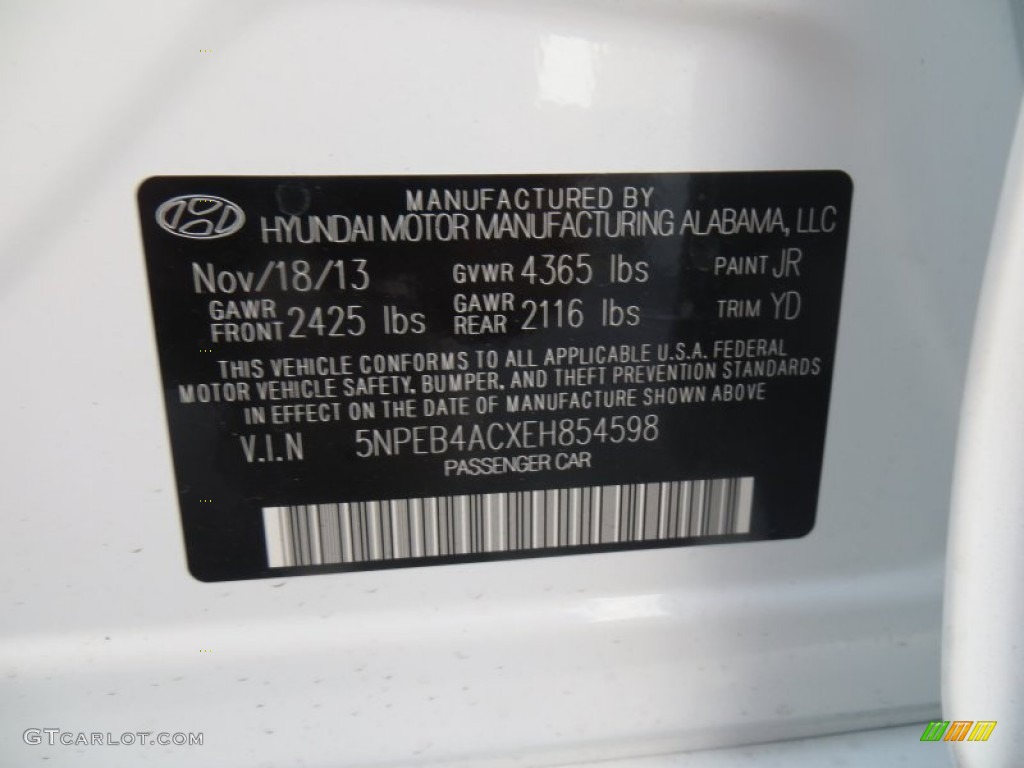 MANUFACTURED BY
HYUNDAI MOTOR MANUFACTURING ALABAMA, LLC
Nov/18/13 GVWR 4365 lbs PAINT JR
GAWR FRONT 2425 lbs GAWR REAR 2116 lbs TRIM YD
THIS VEHICLE CONFORMS TO ALL APPLICABLE U.S.A. FEDERAL
MOTOR VEHICLE SAFETY, BUMPER, AND THEFT PREVENTION STANDARDS
IN EFFECT ON THE DATE OF MANUFACTURE SHOWN ABOVE
V.I.N 5NPEB4ACXEH854598
PASSENGER CAR
GTCARLOT.COM